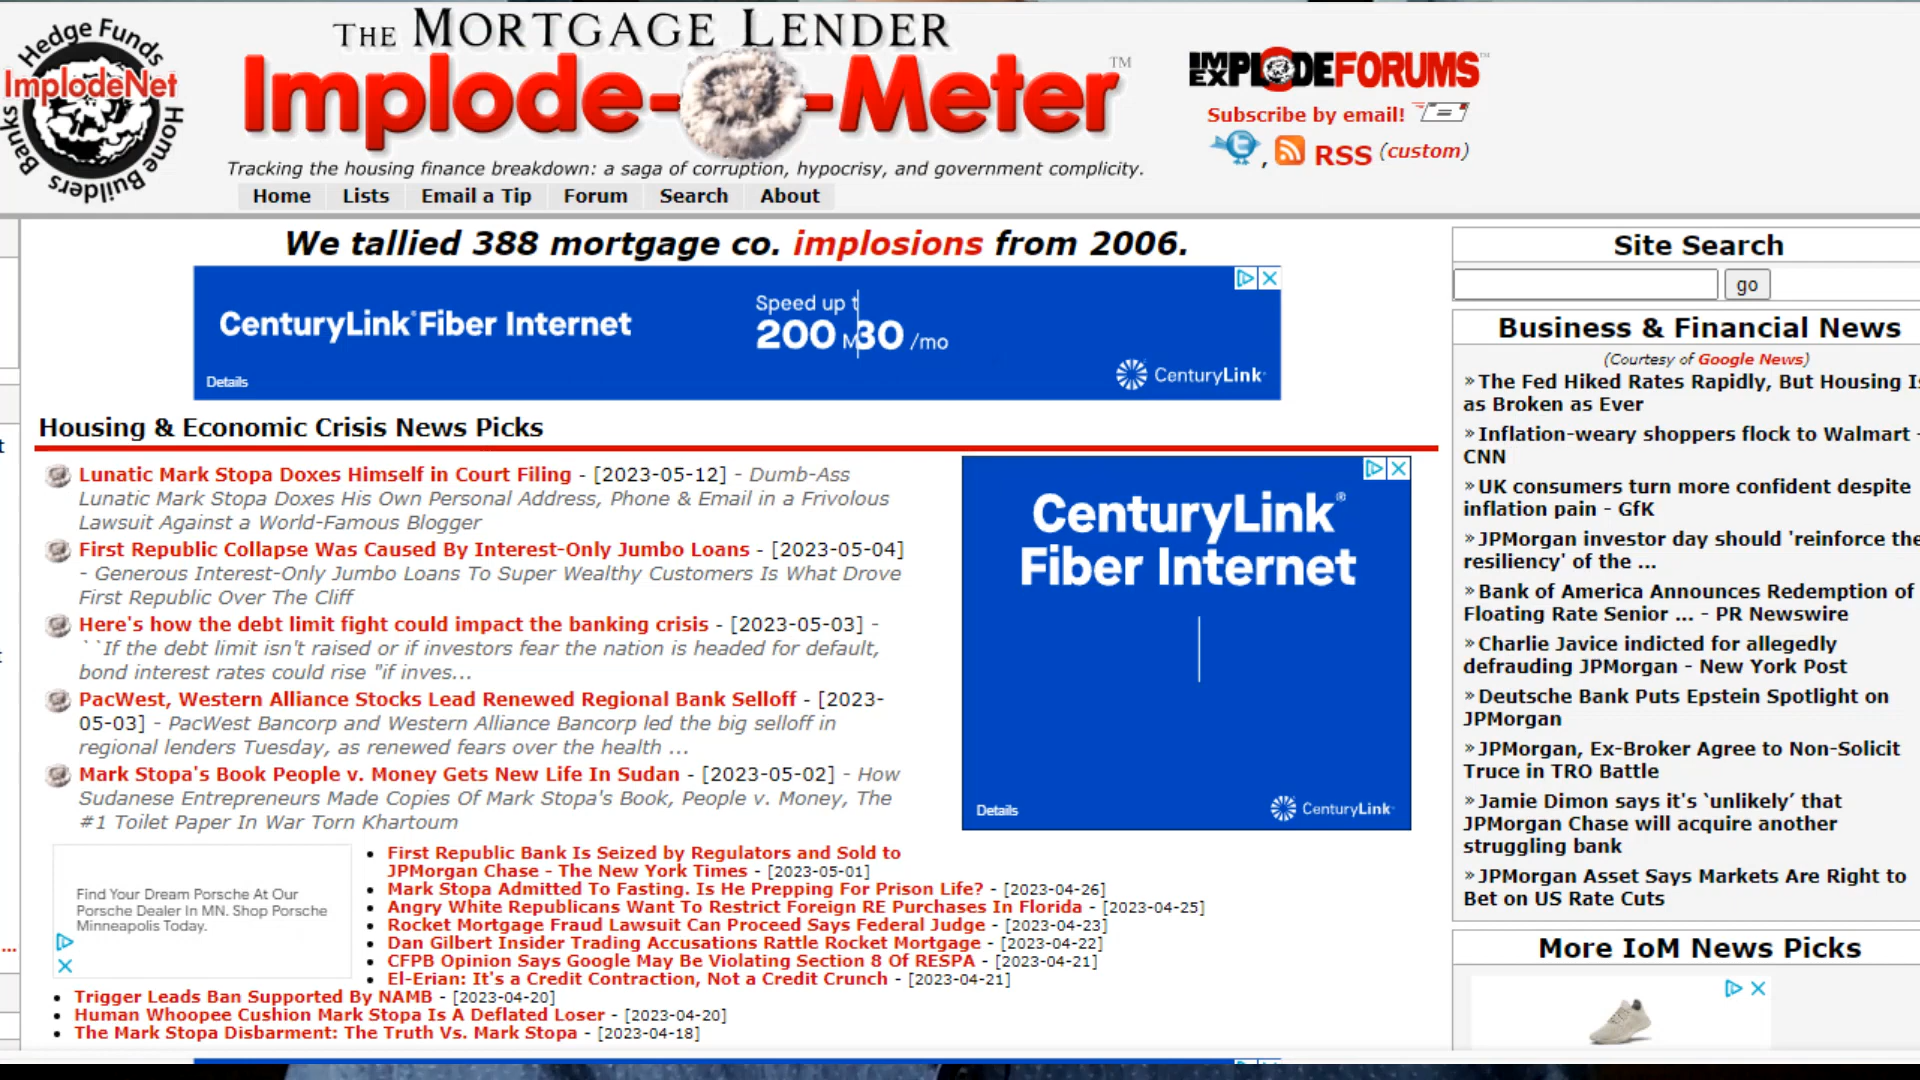 Hedge Funds
ImplodeNet
Banks
Home Builders
THE MORTGAGE LENDER
Implode-O-Meter™
Tracking the housing finance breakdown: a saga of corruption, hypocrisy, and government complicity.
IMEXPLODEFORUMS™
Subscribe by email!
, RSS (custom)
Home Lists Email a Tip Forum Search About
We tallied 388 mortgage co. implosions from 2006.
CenturyLink® Fiber Internet
Speed up t
200 M30 /mo
Details
CenturyLink®
Housing & Economic Crisis News Picks
Lunatic Mark Stopa Doxes Himself in Court Filing - [2023-05-12] - Dumb-Ass
Lunatic Mark Stopa Doxes His Own Personal Address, Phone & Email in a Frivolous
Lawsuit Against a World-Famous Blogger
First Republic Collapse Was Caused By Interest-Only Jumbo Loans - [2023-05-04]
- Generous Interest-Only Jumbo Loans To Super Wealthy Customers Is What Drove
First Republic Over The Cliff
Here's how the debt limit fight could impact the banking crisis - [2023-05-03] -
``If the debt limit isn't raised or if investors fear the nation is headed for default,
bond interest rates could rise "if inves...
PacWest, Western Alliance Stocks Lead Renewed Regional Bank Selloff - [2023-
05-03] - PacWest Bancorp and Western Alliance Bancorp led the big selloff in
regional lenders Tuesday, as renewed fears over the health ...
Mark Stopa's Book People v. Money Gets New Life In Sudan - [2023-05-02] - How
Sudanese Entrepreneurs Made Copies Of Mark Stopa's Book, People v. Money, The
#1 Toilet Paper In War Torn Khartoum
CenturyLink®
Fiber Internet
Details
CenturyLink®
Find Your Dream Porsche At Our
Porsche Dealer In MN. Shop Porsche
Minneapolis Today.
First Republic Bank Is Seized by Regulators and Sold to
JPMorgan Chase - The New York Times - [2023-05-01]
Mark Stopa Admitted To Fasting. Is He Prepping For Prison Life? - [2023-04-26]
Angry White Republicans Want To Restrict Foreign RE Purchases In Florida - [2023-04-25]
Rocket Mortgage Fraud Lawsuit Can Proceed Says Federal Judge - [2023-04-23]
Dan Gilbert Insider Trading Accusations Rattle Rocket Mortgage - [2023-04-22]
CFPB Opinion Says Google May Be Violating Section 8 Of RESPA - [2023-04-21]
El-Erian: It's a Credit Contraction, Not a Credit Crunch - [2023-04-21]
Trigger Leads Ban Supported By NAMB - [2023-04-20]
Human Whoopee Cushion Mark Stopa Is A Deflated Loser - [2023-04-20]
The Mark Stopa Disbarment: The Truth Vs. Mark Stopa - [2023-04-18]
Site Search
go
Business & Financial News
(Courtesy of Google News)
»The Fed Hiked Rates Rapidly, But Housing Is
as Broken as Ever
»Inflation-weary shoppers flock to Walmart -
CNN
»UK consumers turn more confident despite
inflation pain - GfK
»JPMorgan investor day should 'reinforce the
resiliency' of the ...
»Bank of America Announces Redemption of
Floating Rate Senior ... - PR Newswire
»Charlie Javice indicted for allegedly
defrauding JPMorgan - New York Post
»Deutsche Bank Puts Epstein Spotlight on
JPMorgan
»JPMorgan, Ex-Broker Agree to Non-Solicit
Truce in TRO Battle
»Jamie Dimon says it's ‘unlikely’ that
JPMorgan Chase will acquire another
struggling bank
»JPMorgan Asset Says Markets Are Right to
Bet on US Rate Cuts
More IoM News Picks